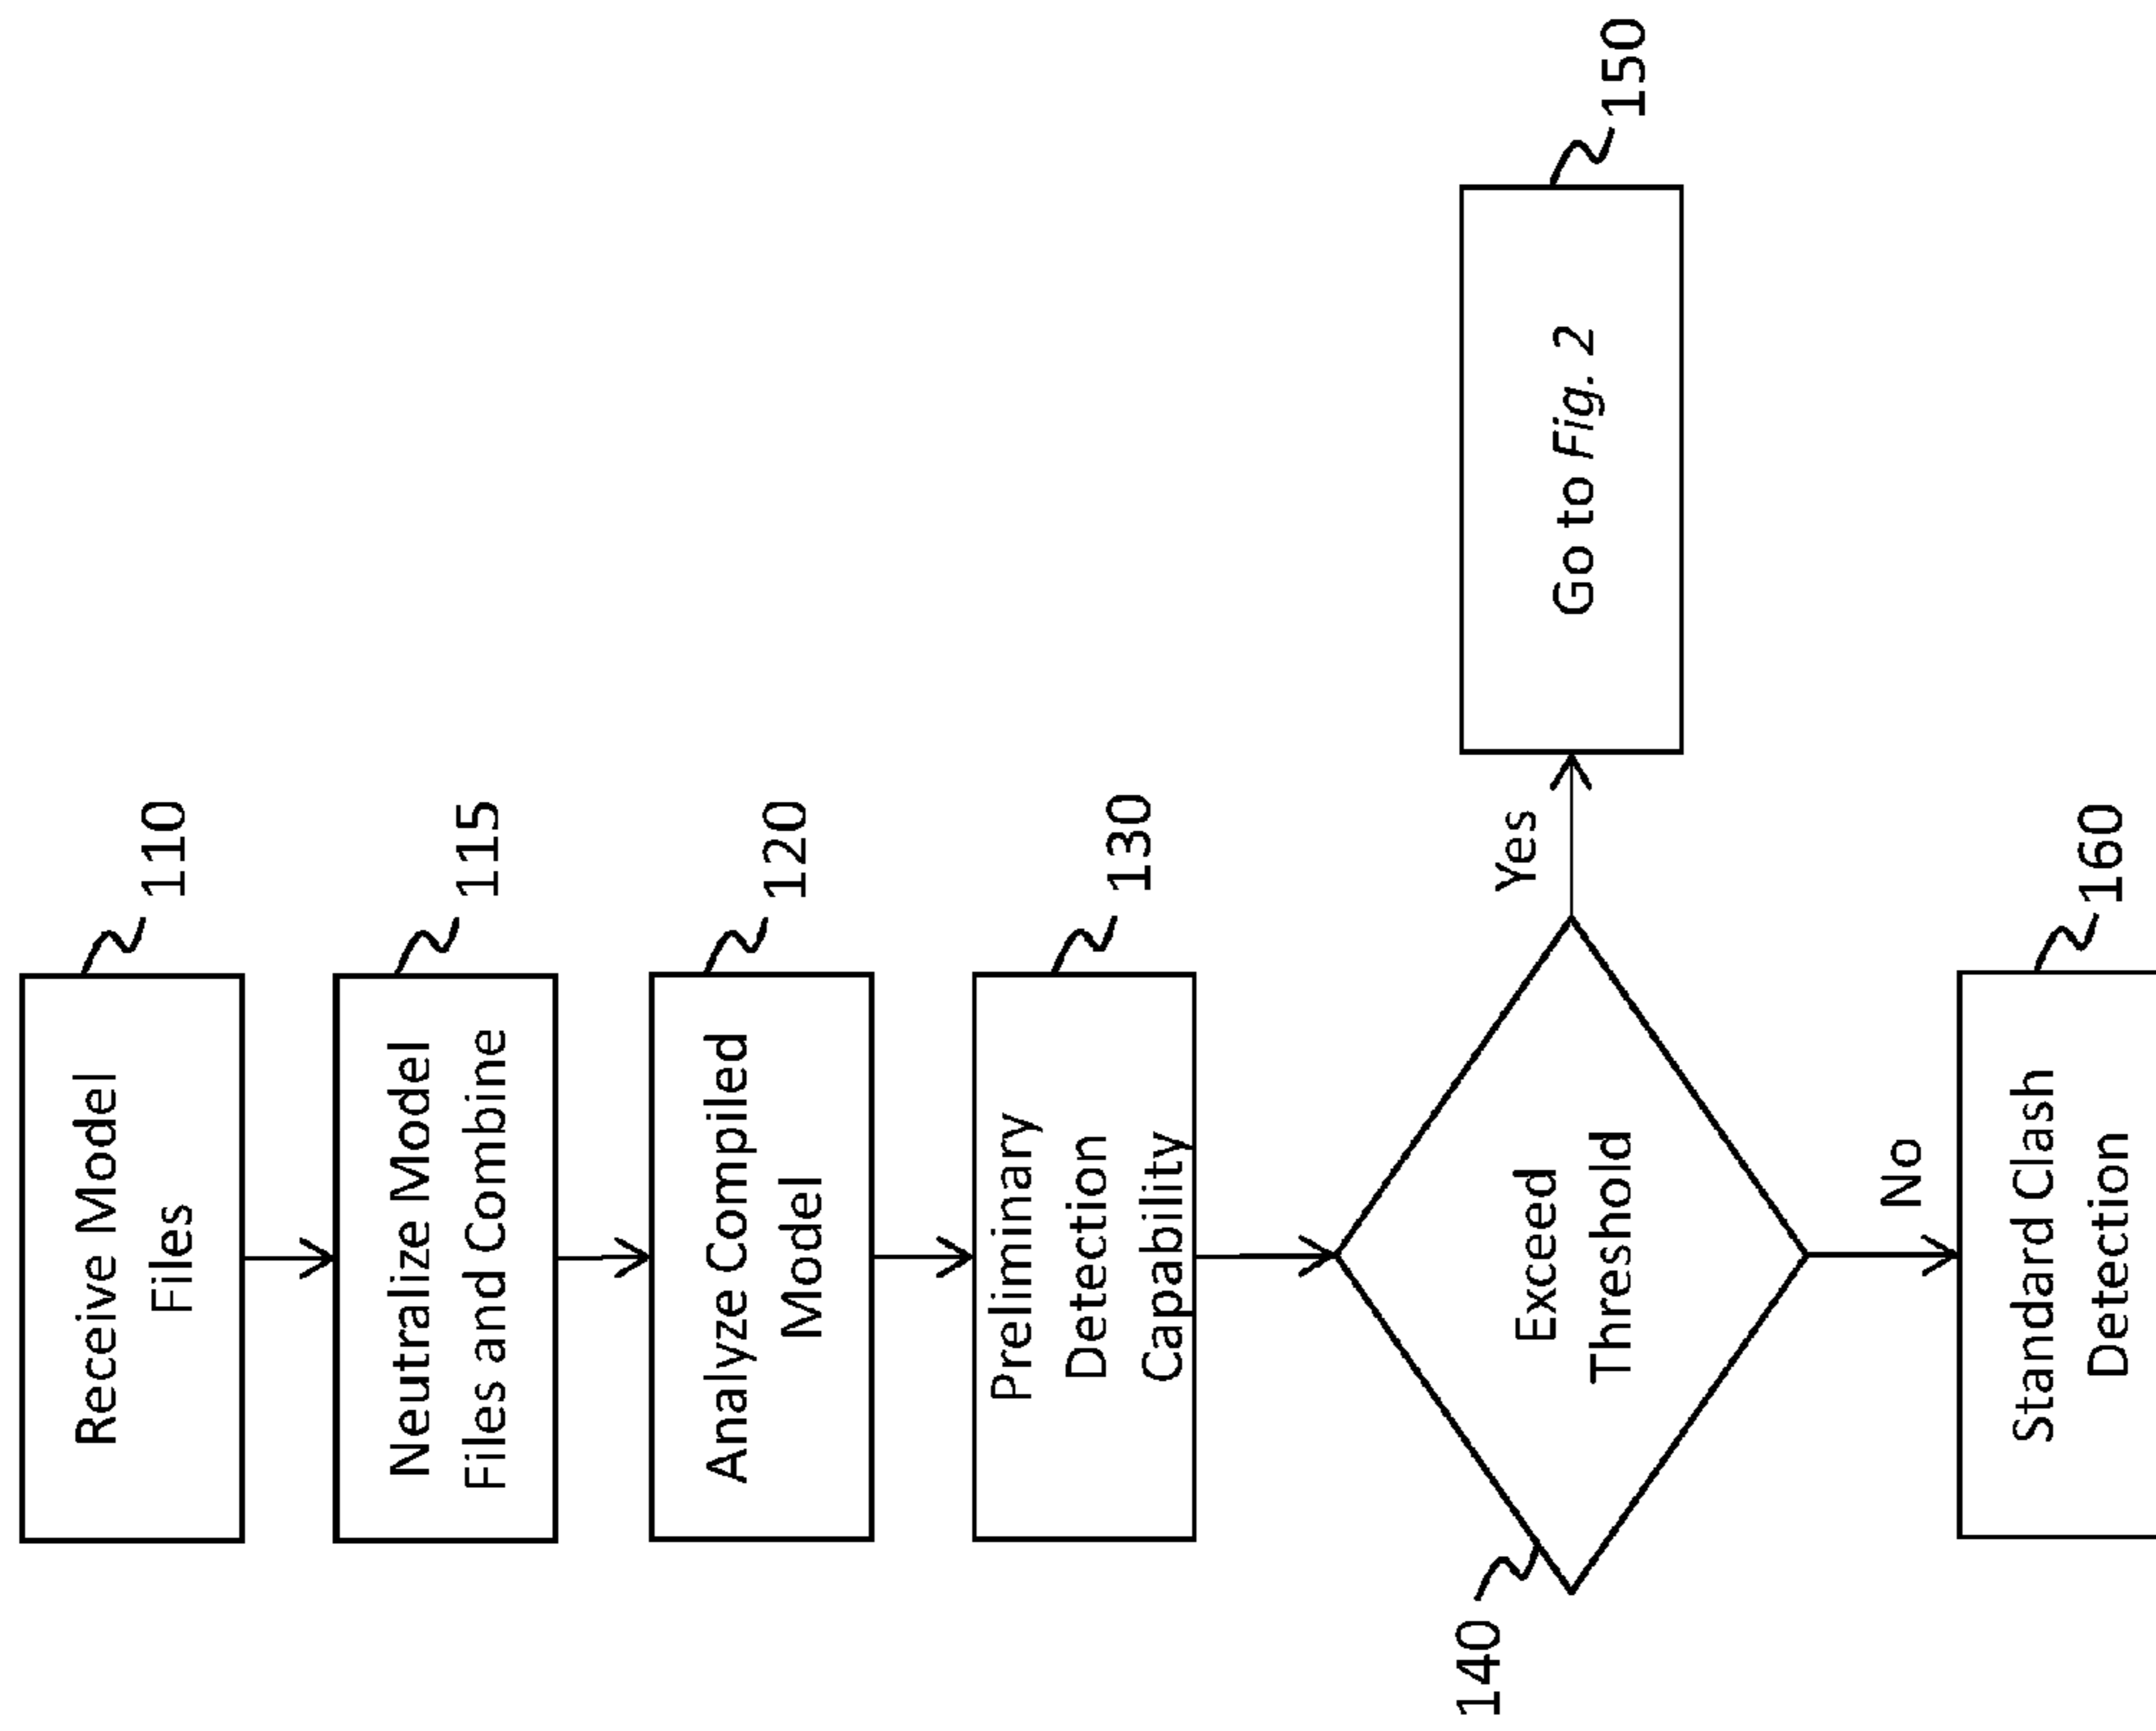 Receive Model
Files
110
Neutralize Model
Files and Combine
115
Analyze Compiled
Model
120
Preliminary
Detection
Capability
130
Exceed
Threshold
140
Yes
Go to Fig. 2
150
No
Standard Clash
Detection
160